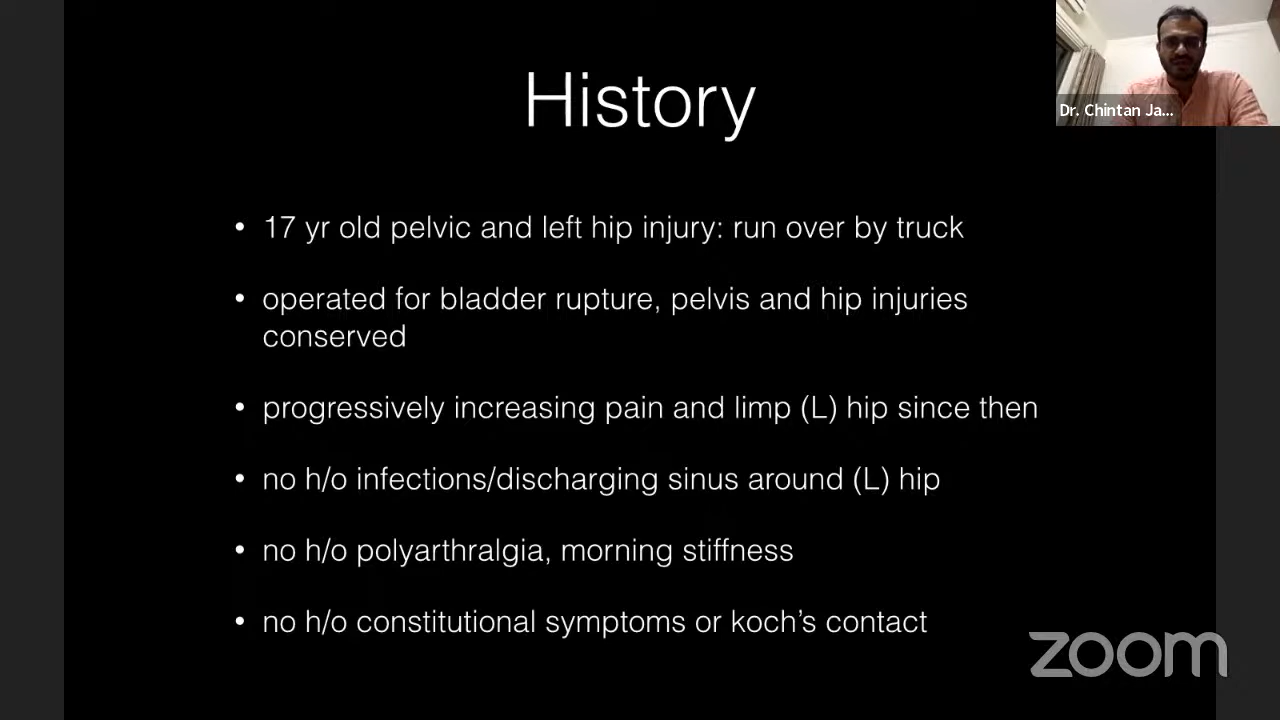 History
Dr. Chintan Ja...
• 17 yr old pelvic and left hip injury: run over by truck
• operated for bladder rupture, pelvis and hip injuries
conserved
• progressively increasing pain and limp (L) hip since then
• no h/o infections/discharging sinus around (L) hip
• no h/o polyarthralgia, morning stiffness
• no h/o constitutional symptoms or koch’s contact
zoom